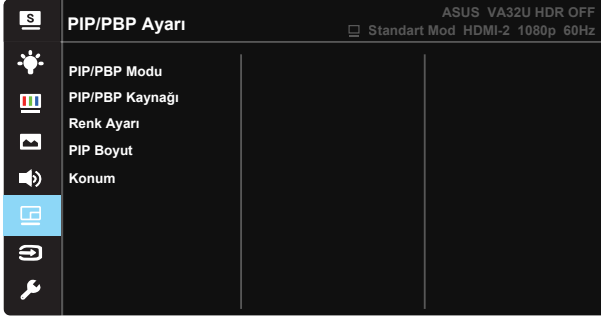 S
PIP/PBP Ayarı
ASUS VA32U HDR OFF
Standart Mod HDMI-2 1080p 60Hz
PIP/PBP Modu
PIP/PBP Kaynağı
Renk Ayarı
PIP Boyut
Konum